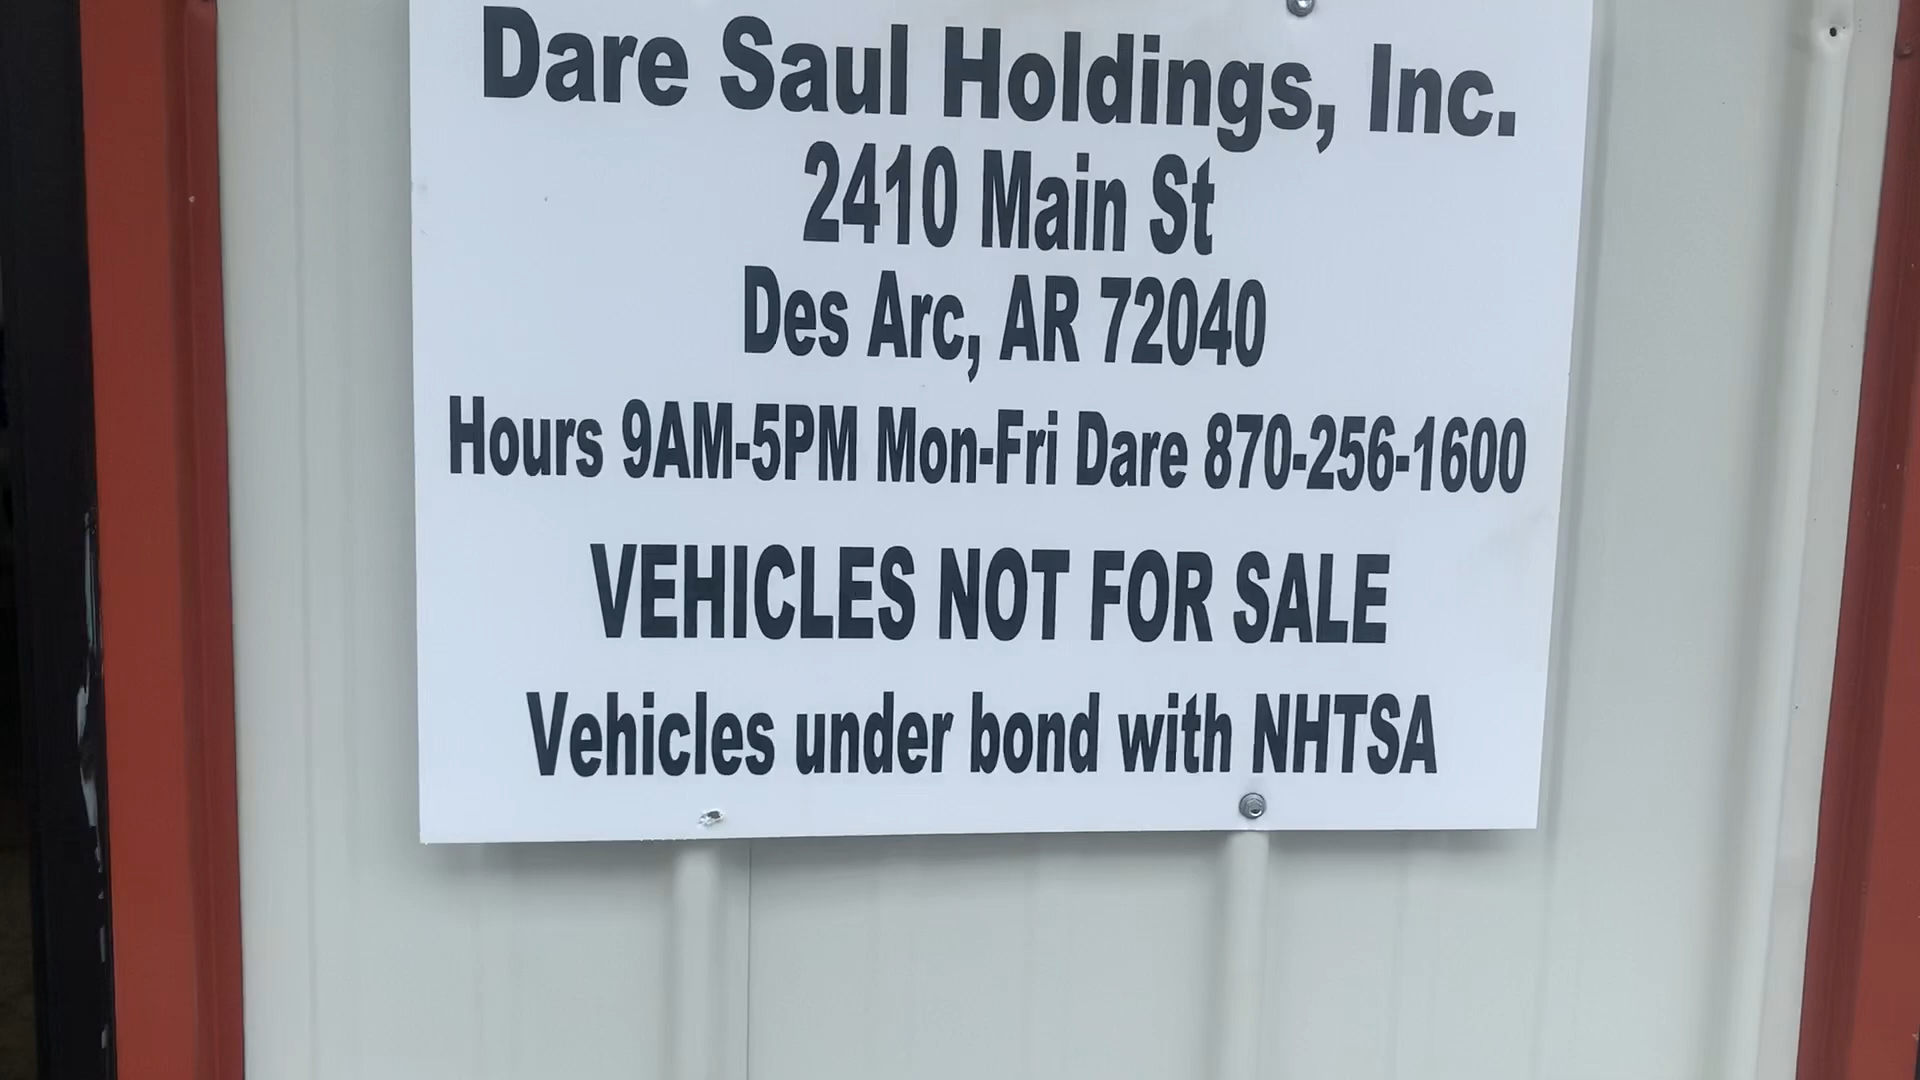 Dare Saul Holdings, Inc.
2410 Main St
Des Arc, AR 72040
Hours 9AM-5PM Mon-Fri Dare 870-256-1600
VEHICLES NOT FOR SALE
Vehicles under bond with NHTSA